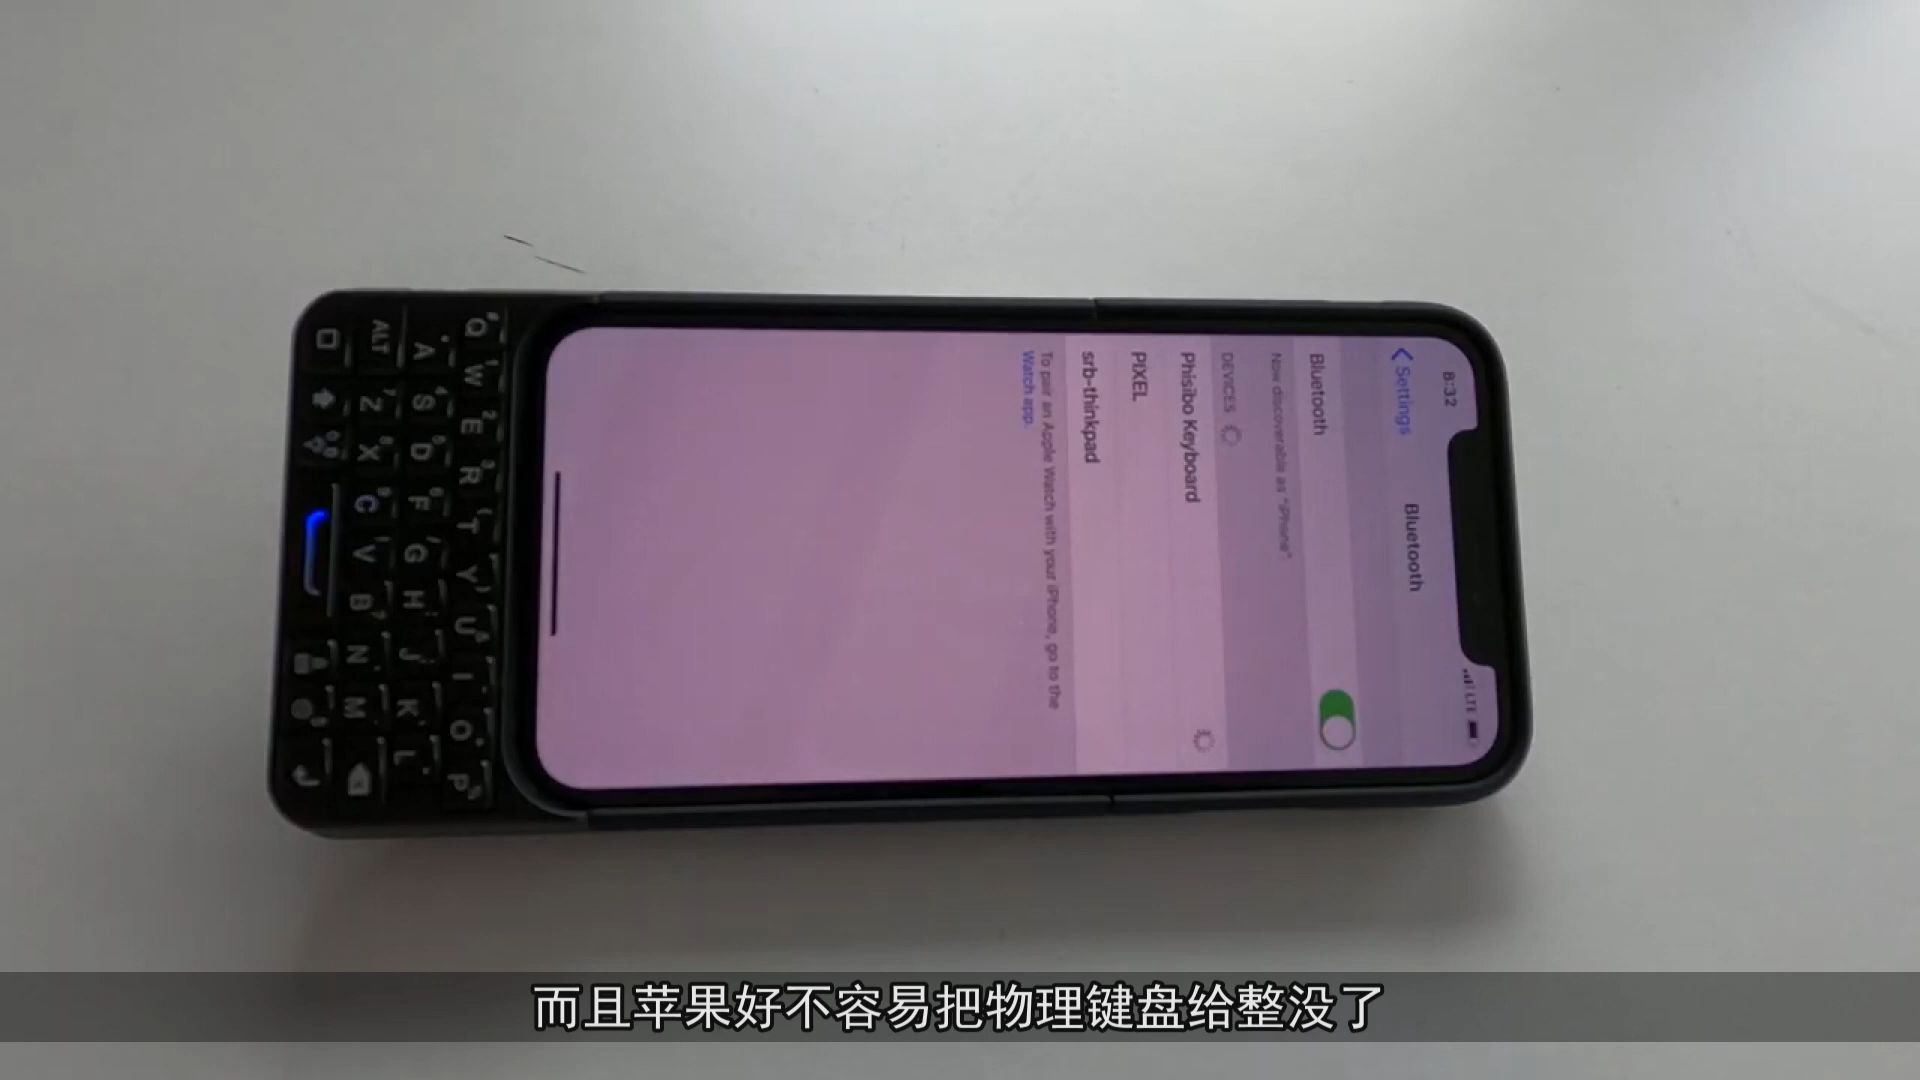 8:32
LTE
Settings
Bluetooth
Bluetooth
Now discoverable as "iPhone"
DEVICES
Phisibo Keyboard
PIXEL
srb-thinkpad
To pair an Apple Watch with your iPhone, go to the
Watch app.
Q W E R T Y U I O P
A S D F G H J K L
ALT Z X C V B N M
而且苹果好不容易把物理键盘给整没了